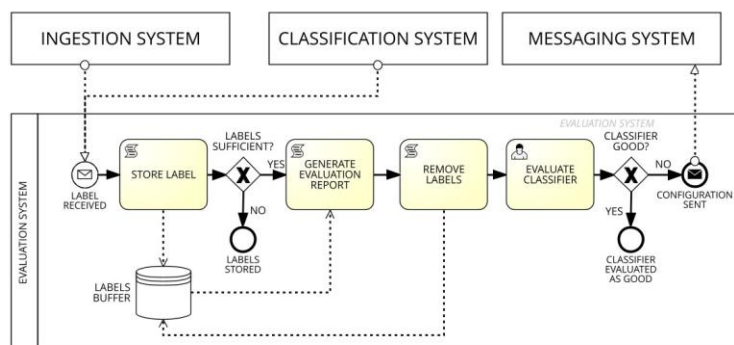 INGESTION SYSTEM
CLASSIFICATION SYSTEM
MESSAGING SYSTEM
EVALUATION SYSTEM
EVALUATION SYSTEM
LABEL
RECEIVED
STORE LABEL
LABELS
SUFFICIENT?
YES
NO
LABELS
STORED
GENERATE
EVALUATION
REPORT
REMOVE
LABELS
EVALUATE
CLASSIFIER
CLASSIFIER
GOOD?
NO
CONFIGURATION
SENT
YES
CLASSIFIER
EVALUATED
AS GOOD
LABELS
BUFFER